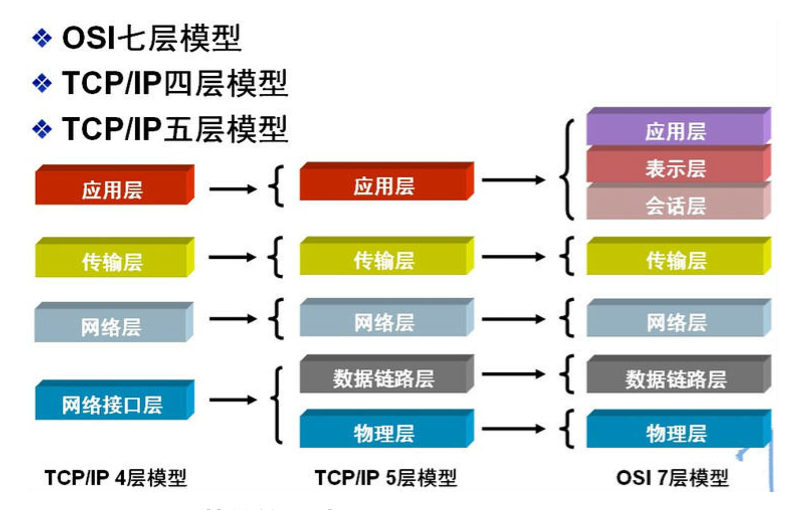 OSI七层模型
TCP/IP四层模型
TCP/IP五层模型
应用层
应用层
应用层
表示层
会话层
传输层
传输层
传输层
网络层
网络层
网络层
网络接口层
数据链路层
数据链路层
物理层
物理层
TCP/IP 4层模型
TCP/IP 5层模型
OSI 7层模型